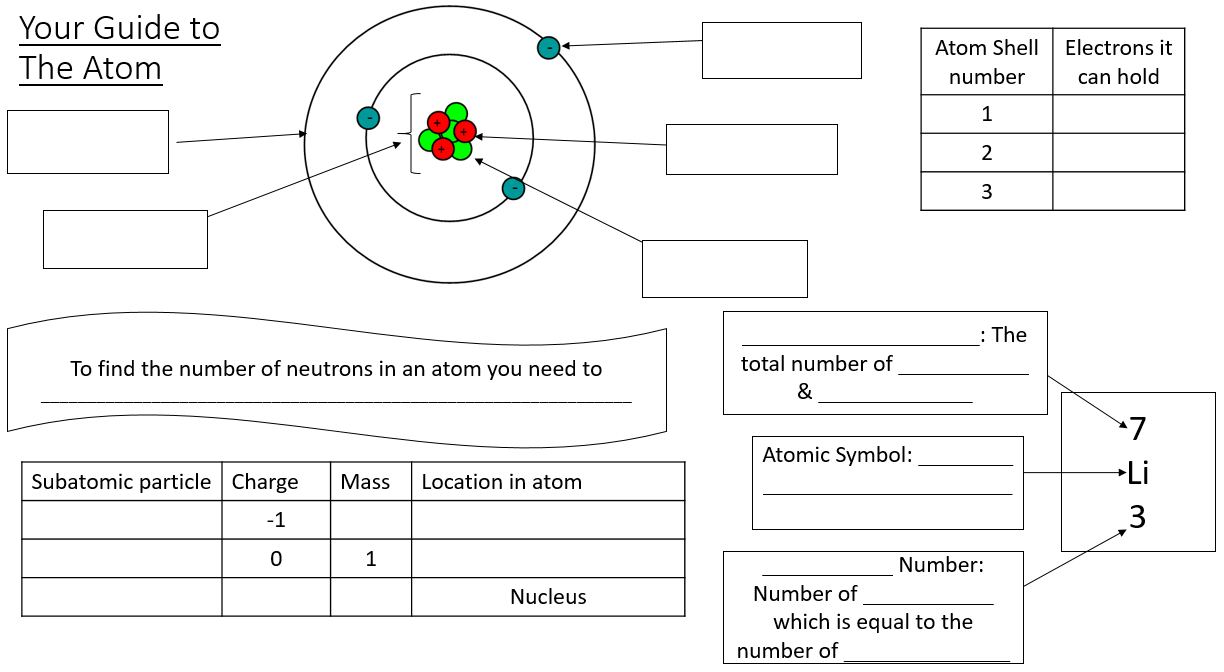 Your Guide to
The Atom
-
-
+
+
+
-
Atom Shell number	Electrons it can hold
1
2
3
To find the number of neutrons in an atom you need to
_______________________________________________
Subatomic particle	Charge	Mass	Location in atom
-1
0	1
Nucleus
___________________: The
total number of ___________
& _____________
Atomic Symbol: ________
_____________________
___________ Number:
Number of ___________
which is equal to the
number of ______________
7
Li
3